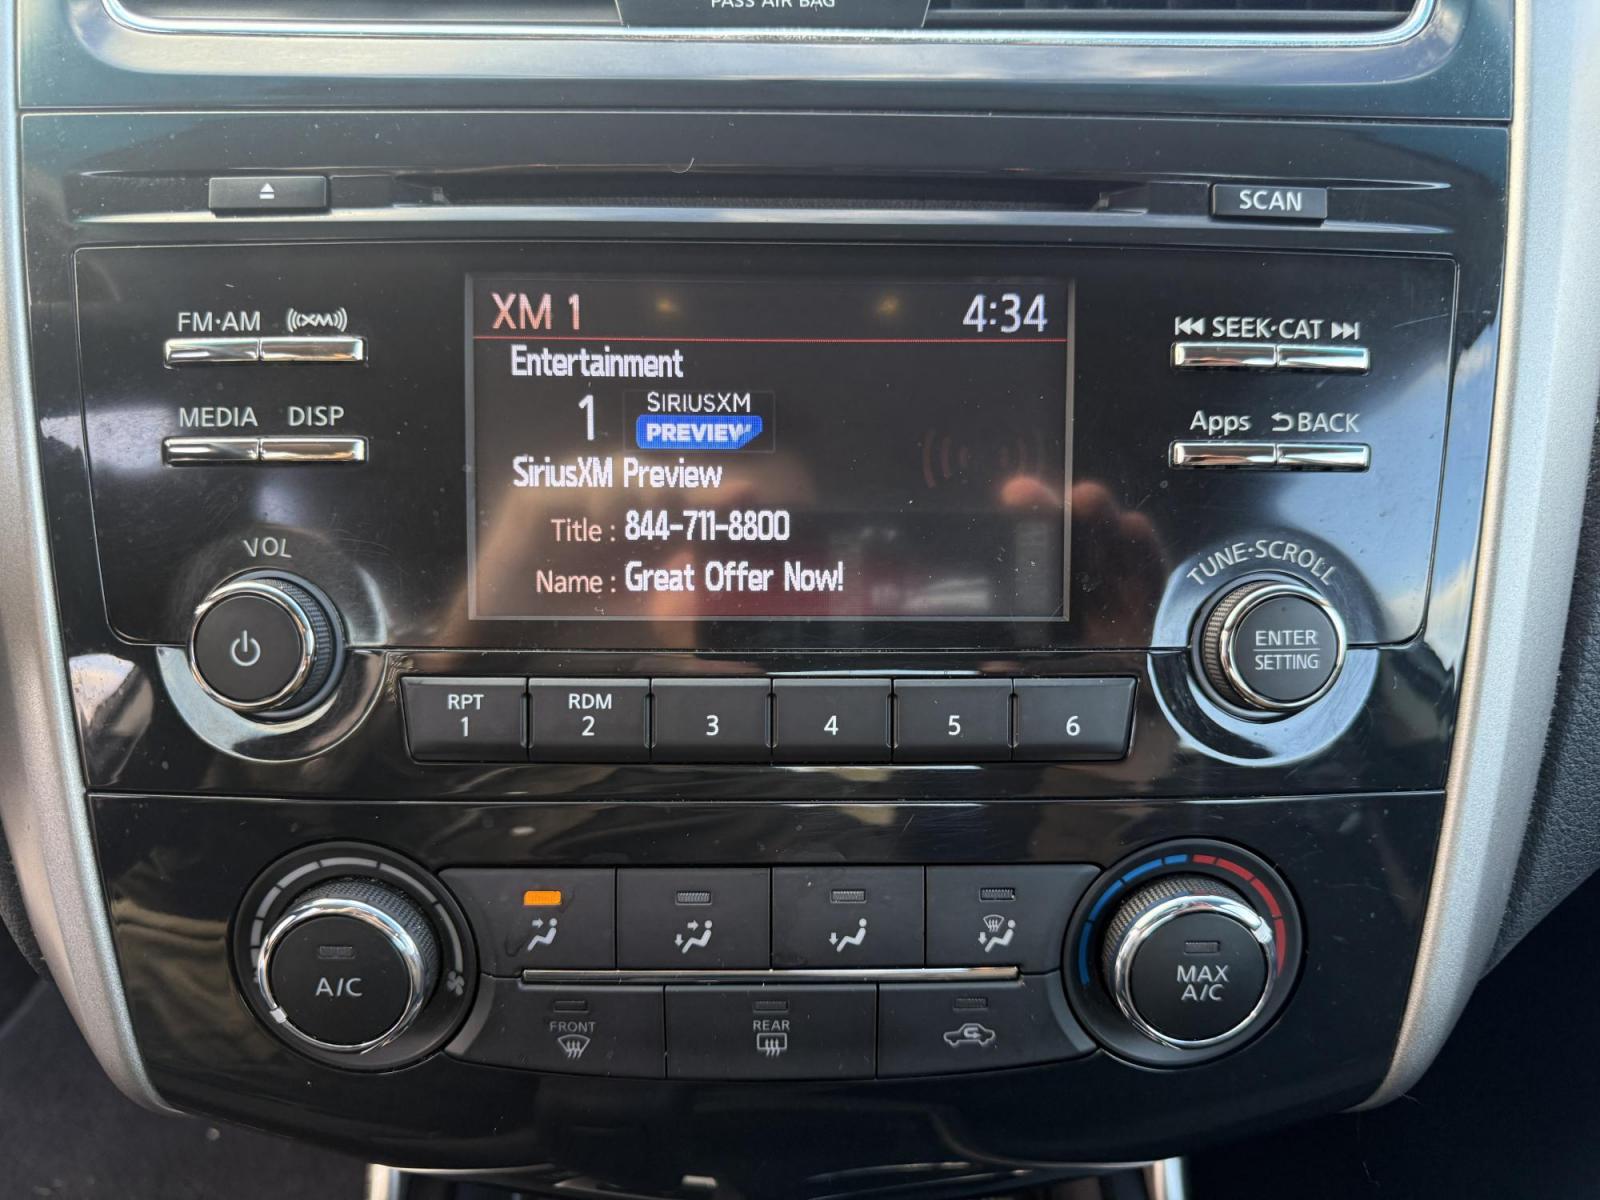 PASS AIR BAG
SCAN
FM·AM XM
MEDIA DISP
VOL
XM 1 4:34
Entertainment
1 SIRIUSXM
PREVIEW
SiriusXM Preview
Title : 844-711-8800
Name : Great Offer Now!
SEEK·CAT
Apps BACK
TUNE·SCROLL
ENTER
SETTING
RPT
1
RDM
2
3
4
5
6
A/C
MAX
A/C
FRONT
REAR